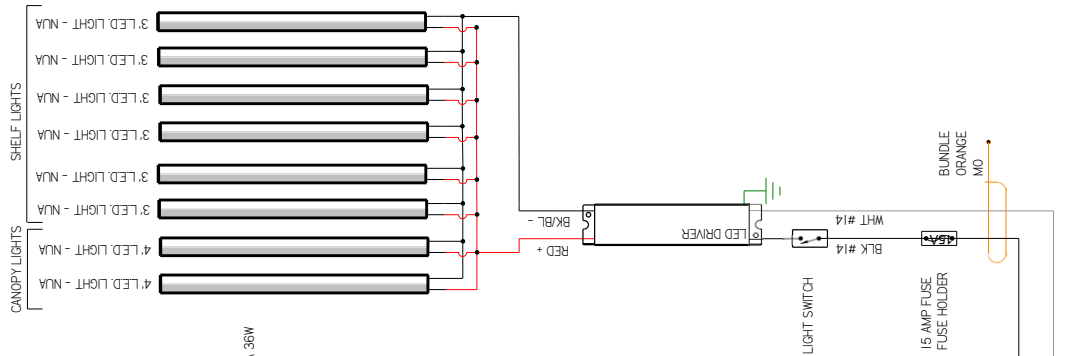 SHELF LIGHTS
3' L.E.D. LIGHT - NUA
3' L.E.D. LIGHT - NUA
3' L.E.D. LIGHT - NUA
3' L.E.D. LIGHT - NUA
3' L.E.D. LIGHT - NUA
3' L.E.D. LIGHT - NUA
CANOPY LIGHTS
4' L.E.D. LIGHT - NUA
4' L.E.D. LIGHT - NUA
BK/BL -
RED +
LED DRIVER
WHT #14
BLK #14
LIGHT SWITCH
15A
15 AMP FUSE
FUSE HOLDER
BUNDLE
ORANGE
MO
36W